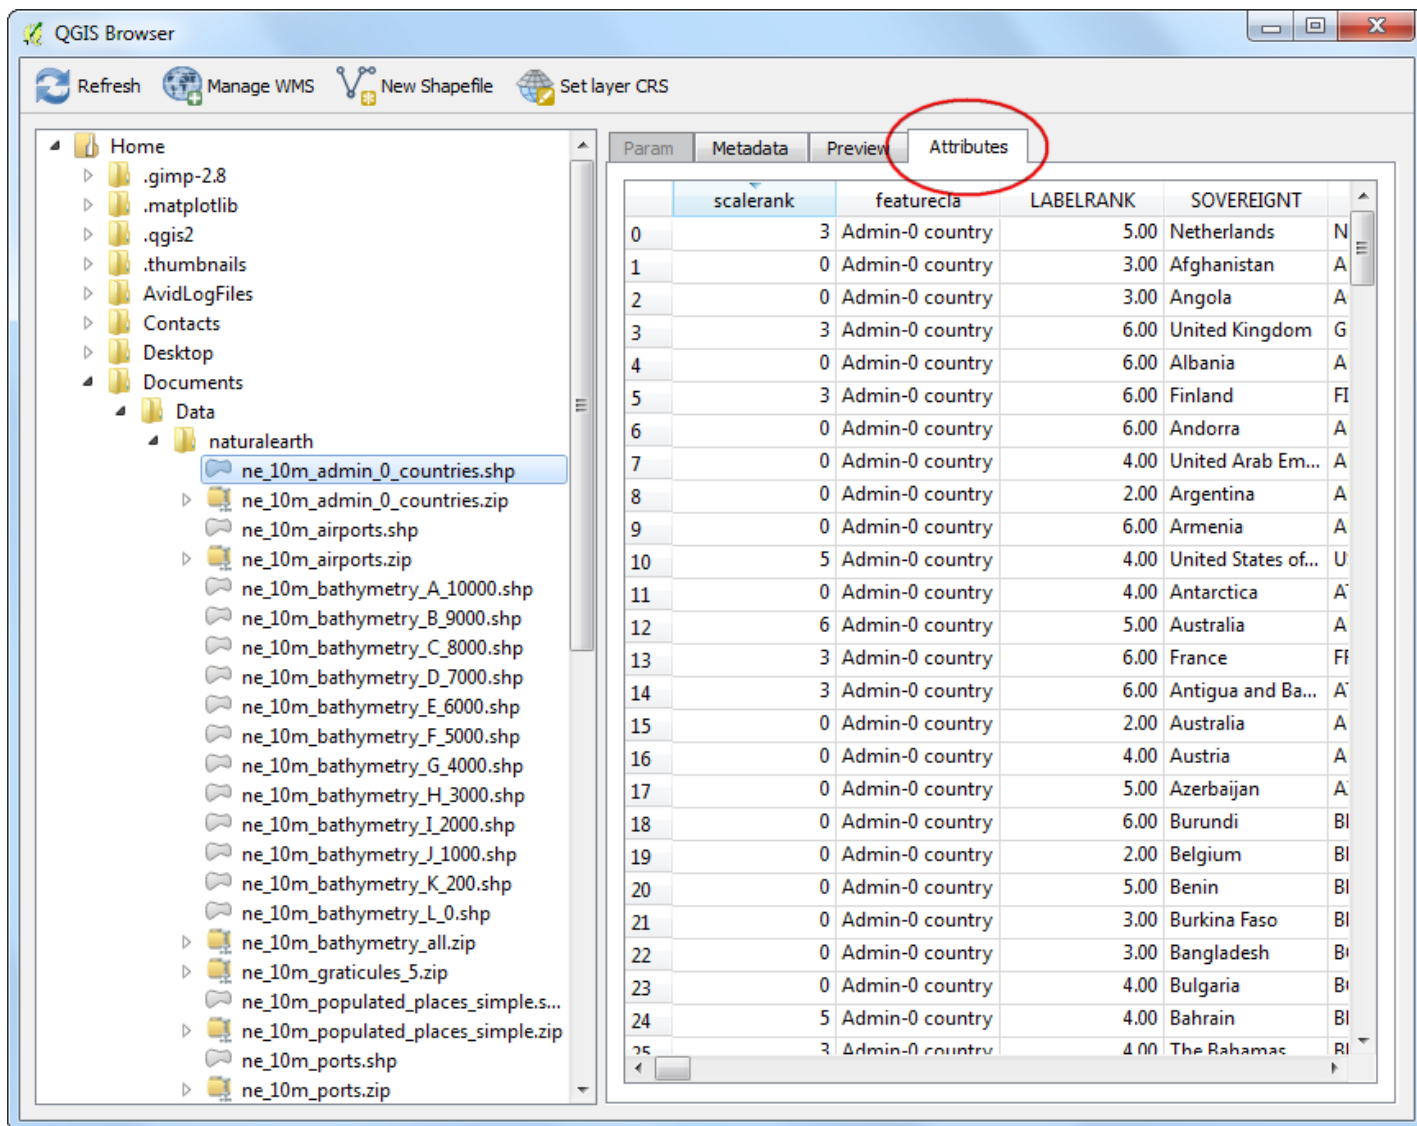 QGIS Browser
Refresh Manage WMS New Shapefile Set layer CRS
Home
.gimp-2.8
.matplotlib
.qgis2
.thumbnails
AvidLogFiles
Contacts
Desktop
Documents
Data
naturalearth
ne_10m_admin_0_countries.shp
ne_10m_admin_0_countries.zip
ne_10m_airports.shp
ne_10m_airports.zip
ne_10m_bathymetry_A_10000.shp
ne_10m_bathymetry_B_9000.shp
ne_10m_bathymetry_C_8000.shp
ne_10m_bathymetry_D_7000.shp
ne_10m_bathymetry_E_6000.shp
ne_10m_bathymetry_F_5000.shp
ne_10m_bathymetry_G_4000.shp
ne_10m_bathymetry_H_3000.shp
ne_10m_bathymetry_I_2000.shp
ne_10m_bathymetry_J_1000.shp
ne_10m_bathymetry_K_200.shp
ne_10m_bathymetry_L_0.shp
ne_10m_bathymetry_all.zip
ne_10m_graticules_5.zip
ne_10m_populated_places_simple.s...
ne_10m_populated_places_simple.zip
ne_10m_ports.shp
ne_10m_ports.zip
Param Metadata Preview Attributes
scalerank featurecla LABELRANK SOVEREIGNT
0 3 Admin-0 country 5.00 Netherlands N
1 0 Admin-0 country 3.00 Afghanistan A
2 0 Admin-0 country 3.00 Angola A
3 3 Admin-0 country 6.00 United Kingdom G
4 0 Admin-0 country 6.00 Albania A
5 3 Admin-0 country 6.00 Finland FI
6 0 Admin-0 country 6.00 Andorra A
7 0 Admin-0 country 4.00 United Arab Em... A
8 0 Admin-0 country 2.00 Argentina A
9 0 Admin-0 country 6.00 Armenia A
10 5 Admin-0 country 4.00 United States of... U
11 0 Admin-0 country 4.00 Antarctica A
12 6 Admin-0 country 5.00 Australia A
13 3 Admin-0 country 6.00 France
14 3 Admin-0 country 6.00 Antigua and Ba... A
15 0 Admin-0 country 2.00 Australia A
16 0 Admin-0 country 4.00 Austria A
17 0 Admin-0 country 5.00 Azerbaijan A
18 0 Admin-0 country 6.00 Burundi
19 0 Admin-0 country 2.00 Belgium
20 0 Admin-0 country 5.00 Benin
21 0 Admin-0 country 3.00 Burkina Faso
22 0 Admin-0 country 3.00 Bangladesh
23 0 Admin-0 country 4.00 Bulgaria
24 5 Admin-0 country 4.00 Bahrain
25 3 Admin-0 country 4.00 The Bahamas